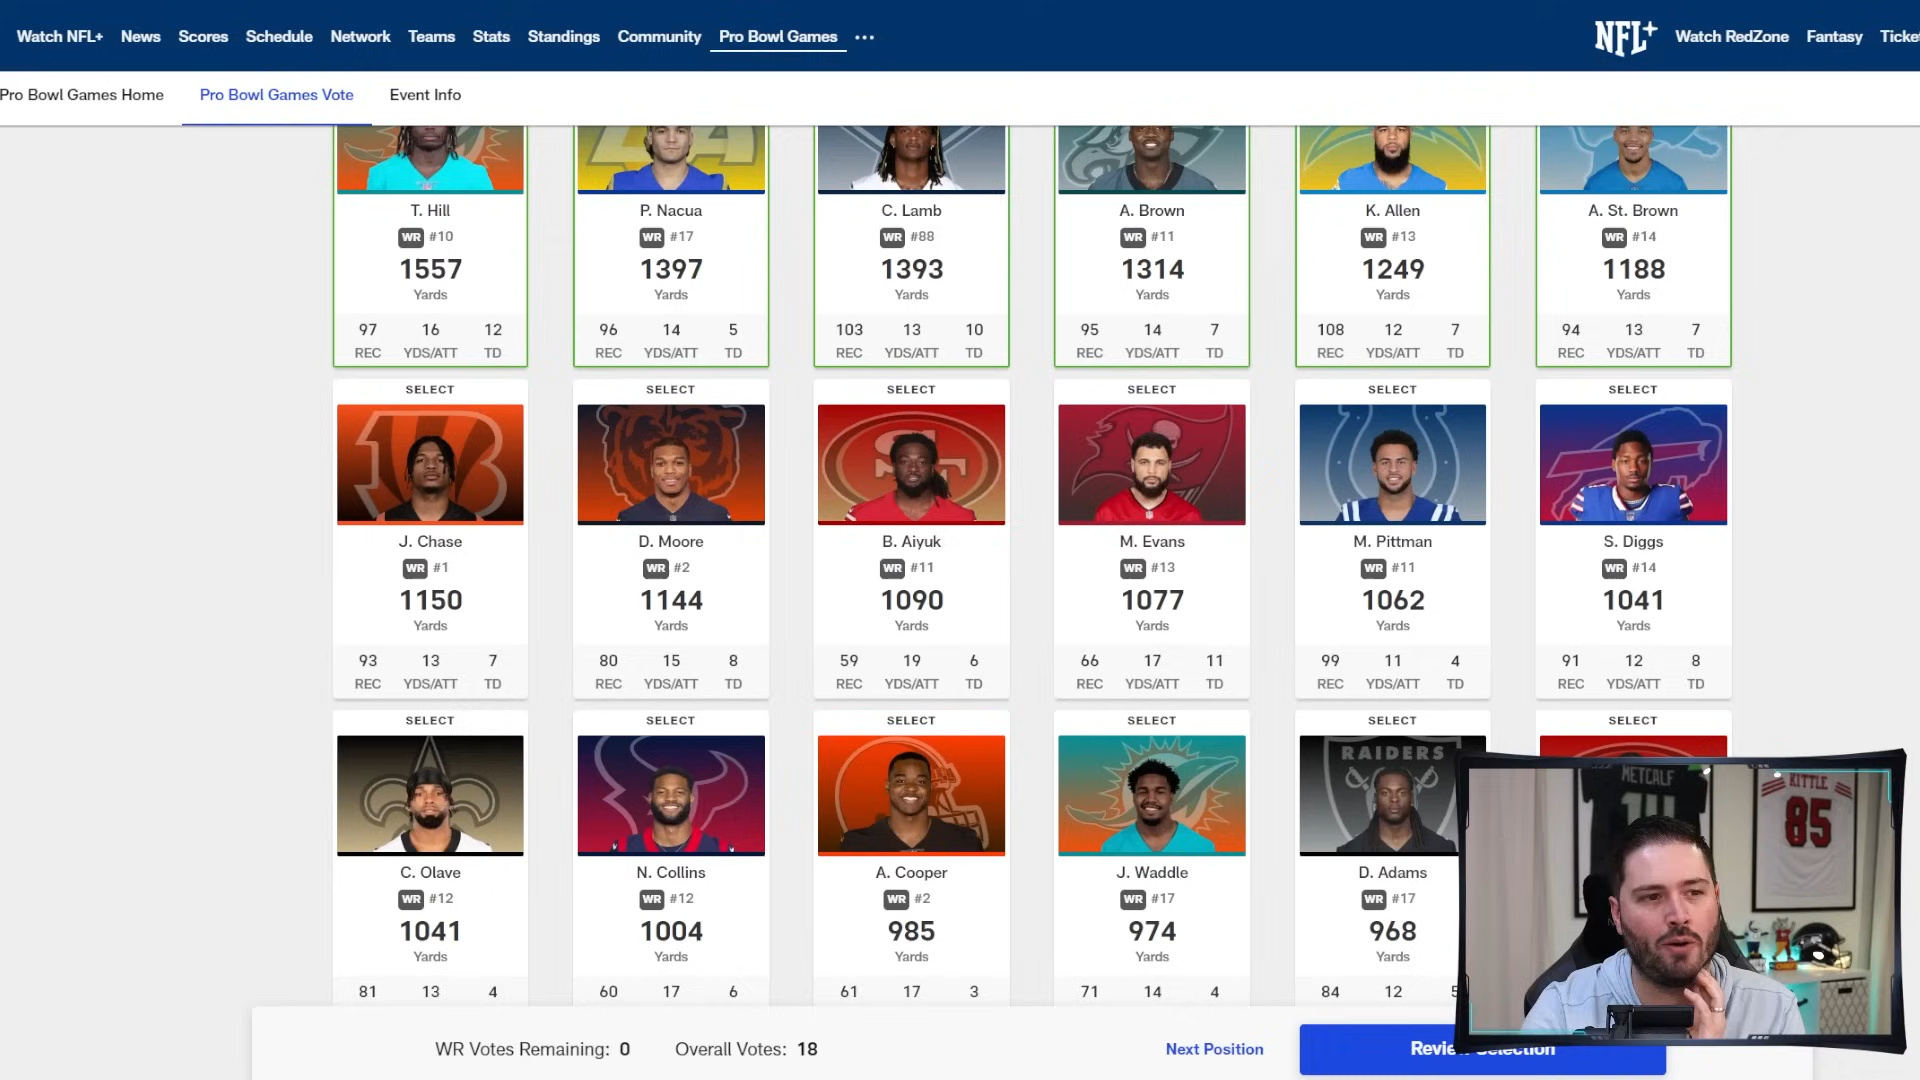 Watch NFL+ News Scores Schedule Network Teams Stats Standings Community Pro Bowl Games ... NFL+ Watch RedZone Fantasy
Pro Bowl Games Home Pro Bowl Games Vote Event Info
T. Hill P. Nacua C. Lamb A. Brown K. Allen A. St. Brown
WR #10 WR #17 WR #88 WR #11 WR #13 WR #14
1557 1397 1393 1314 1249 1188
Yards Yards Yards Yards Yards Yards
97 16 12 96 14 5 103 13 10 95 14 7 108 12 7 94 13 7
REC YDS/ATT TD REC YDS/ATT TD REC YDS/ATT TD REC YDS/ATT TD REC YDS/ATT TD REC YDS/ATT TD
SELECT SELECT SELECT SELECT SELECT SELECT
J. Chase D. Moore B. Aiyuk M. Evans M. Pittman S. Diggs
WR #1 WR #2 WR #11 WR #13 WR #11 WR #14
1150 1144 1090 1077 1062 1041
Yards Yards Yards Yards Yards Yards
93 13 7 80 15 8 59 19 6 66 17 11 99 11 4 91 12 8
REC YDS/ATT TD REC YDS/ATT TD REC YDS/ATT TD REC YDS/ATT TD REC YDS/ATT TD REC YDS/ATT TD
SELECT SELECT SELECT SELECT SELECT SELECT
RAIDERS
METCALF
KITTLE
85
C. Olave N. Collins A. Cooper J. Waddle D. Adams
WR #12 WR #12 WR #2 WR #17 WR #17
1041 1004 985 974 968
Yards Yards Yards Yards Yards
81 13 4 60 17 6 61 17 3 71 14 4 84 12
WR Votes Remaining: 0 Overall Votes: 18 Next Position Selection